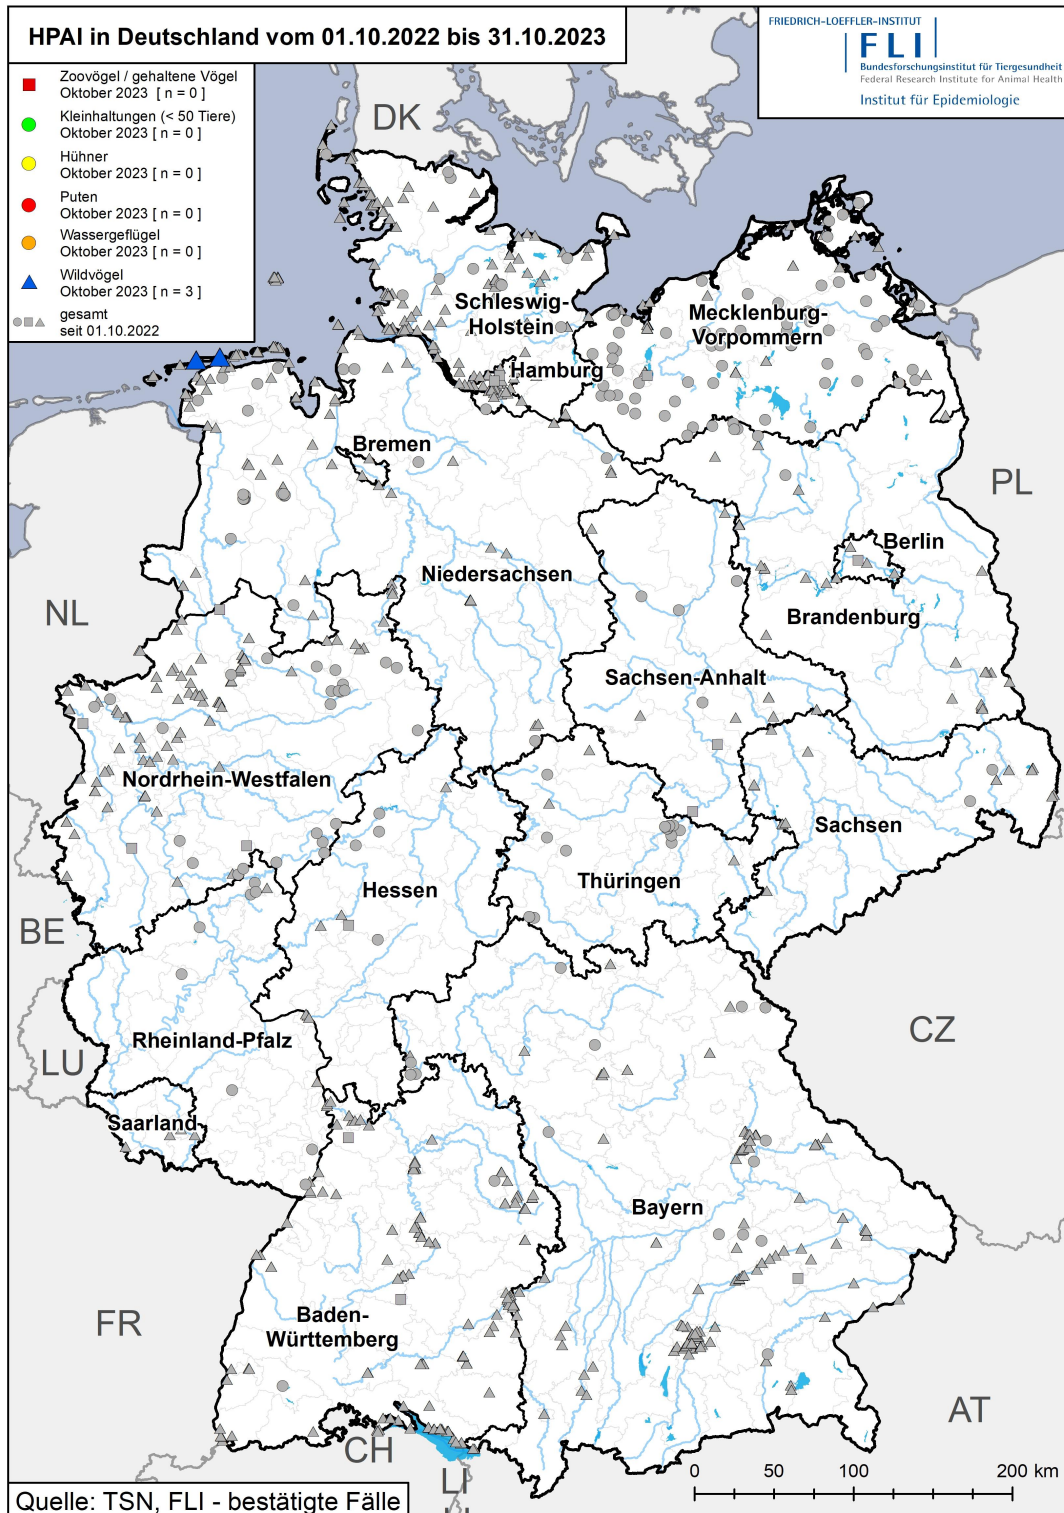 HPAI in Deutschland vom 01.10.2022 bis 31.10.2023
FRIEDRICH-LOEFFLER-INSTITUT
FLI
Bundesforschungsinstitut für Tiergesundheit
Federal Research Institute for Animal Health
Institut für Epidemiologie
Zoovögel / gehaltene Vögel
Oktober 2023 [ n = 0 ]
Kleinhaltungen (< 50 Tiere)
Oktober 2023 [ n = 0 ]
Hühner
Oktober 2023 [ n = 0 ]
Puten
Oktober 2023 [ n = 0 ]
Wassergeflügel
Oktober 2023 [ n = 0 ]
Wildvögel
Oktober 2023 [ n = 3 ]
gesamt
seit 01.10.2022
DK
Schleswig-
Holstein
Mecklenburg-
Vorpommern
Hamburg
Bremen
PL
Berlin
Niedersachsen
NL
Brandenburg
Sachsen-Anhalt
Nordrhein-Westfalen
Sachsen
Thüringen
Hessen
BE
CZ
Rheinland-Pfalz
LU
Saarland
Bayern
FR
Baden-
Württemberg
AT
CH
LI
0 50 100 200 km
Quelle: TSN, FLI - bestätigte Fälle